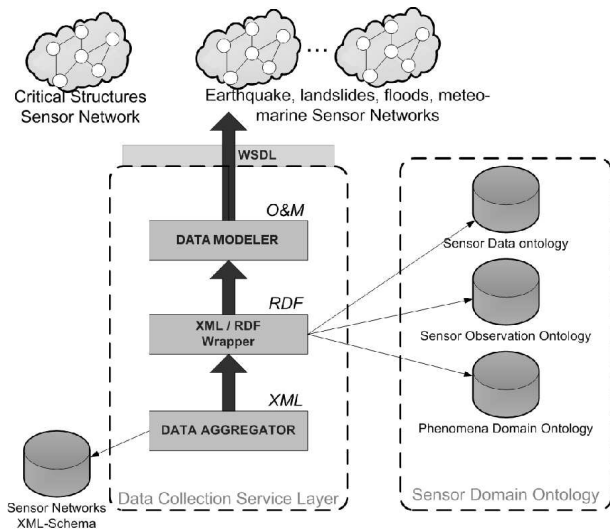 Critical Structures
Sensor Network
...
Earthquake, landslides, floods, meteo-
marine Sensor Networks
WSDL
O&M
DATA MODELER
RDF
XML / RDF
Wrapper
XML
DATA AGGREGATOR
Sensor Networks
XML-Schema
Data Collection Service Layer
Sensor Data ontology
Sensor Observation Ontology
Phenomena Domain Ontology
Sensor Domain Ontology